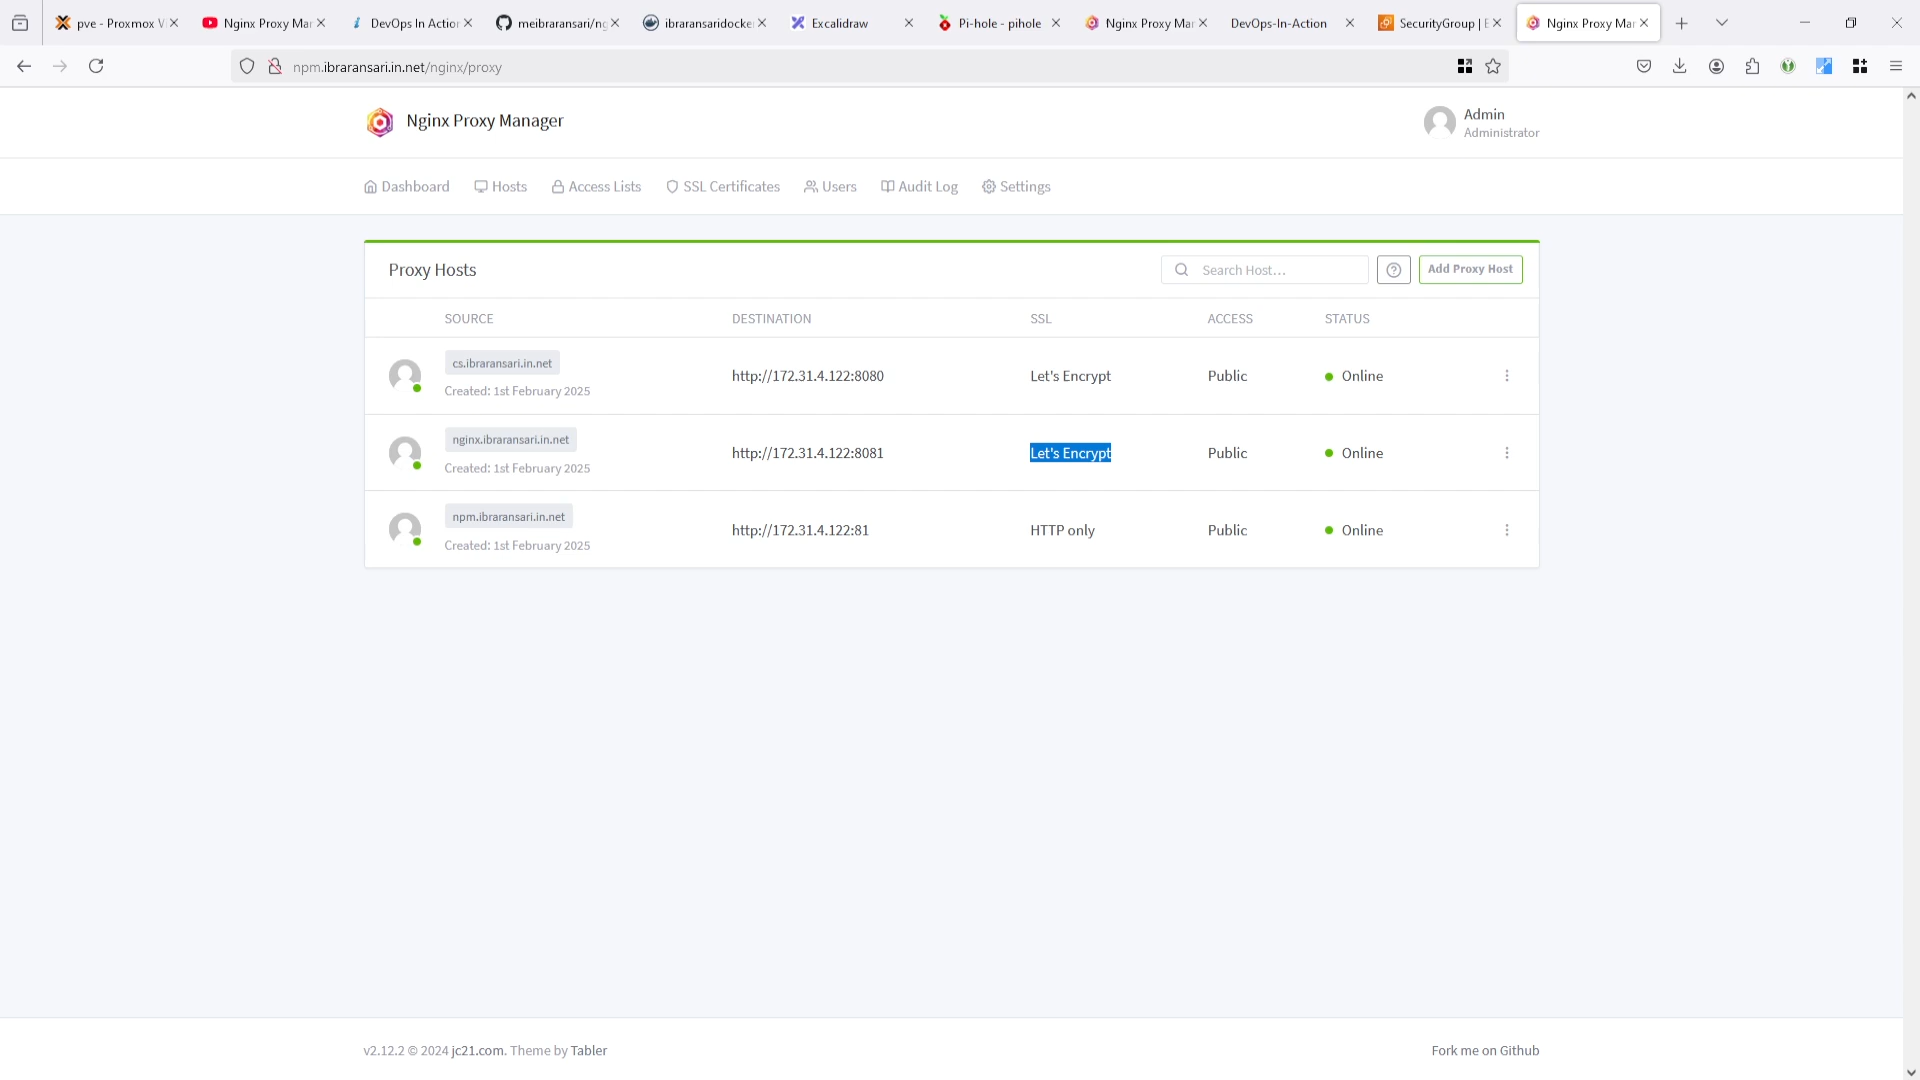 pve - Proxmox V
Nginx Proxy Mar
DevOps In Action
meibraransari/ng
ibraransaridocke
Excalidraw
Pi-hole - pihole
Nginx Proxy Mar
DevOps-In-Action
SecurityGroup | E
Nginx Proxy Mar
npm.ibraransari.in.net/nginx/proxy
Nginx Proxy Manager
Admin
Administrator
Dashboard Hosts Access Lists SSL Certificates Users Audit Log Settings
Proxy Hosts
Search Host...
Add Proxy Host
SOURCE DESTINATION SSL ACCESS STATUS
cs.ibraransari.in.net
Created: 1st February 2025
http://172.31.4.122:8080 Let's Encrypt Public Online
nginx.ibraransari.in.net
Created: 1st February 2025
http://172.31.4.122:8081 Let's Encrypt Public Online
npm.ibraransari.in.net
Created: 1st February 2025
http://172.31.4.122:81 HTTP only Public Online
v2.12.2 © 2024 jc21.com. Theme by Tabler
Fork me on Github